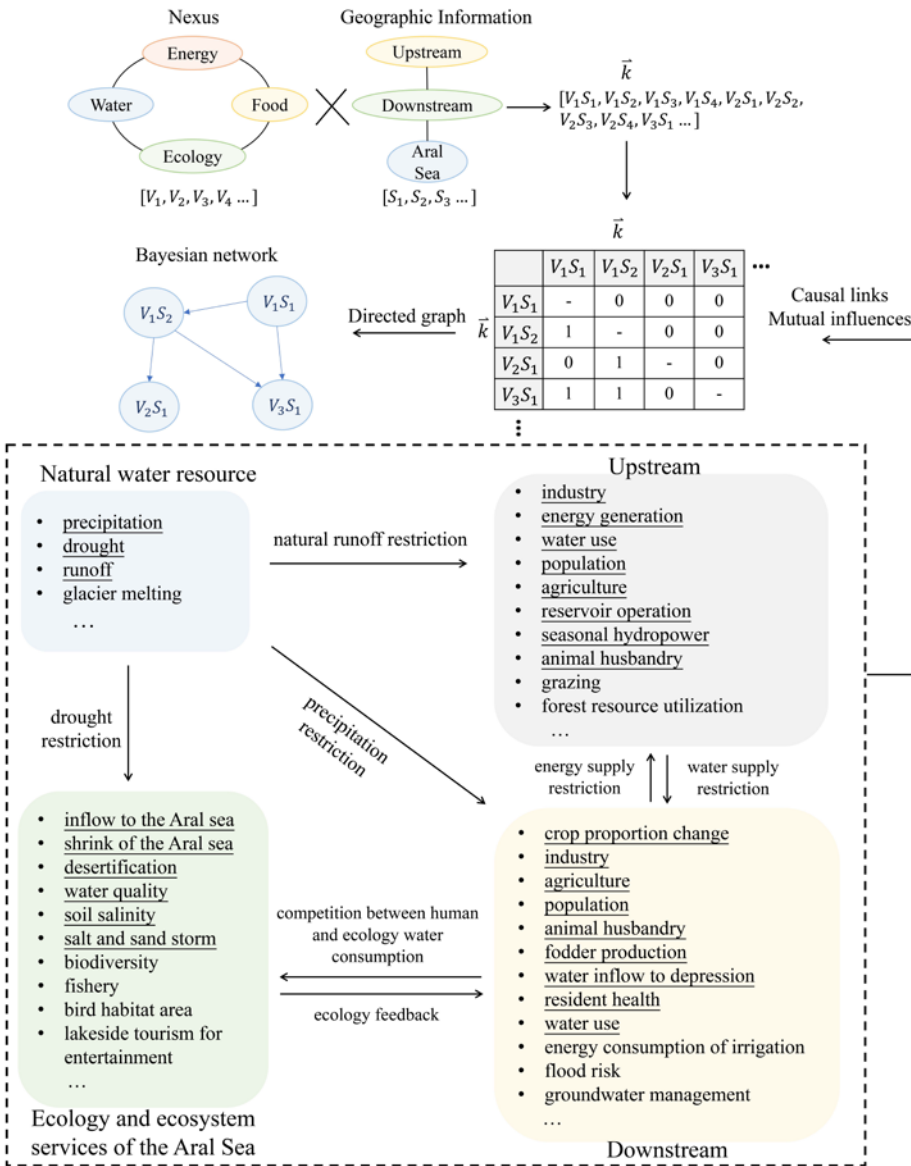 Nexus
Geographic Information
Energy
Water
Food
Ecology
[V₁, V₂, V₃, V₄ ...]
Upstream
Downstream
Aral
Sea
[S₁, S₂, S₃ ...]
k⃗
[V₁S₁, V₁S₂, V₁S₃, V₁S₄, V₂S₁, V₂S₂,
V₂S₃, V₂S₄, V₃S₁ ... ]
k⃗
V₁S₁ V₁S₂ V₂S₁ V₃S₁ ...
V₁S₁ - 0 0 0
V₁S₂ 1 - 0 0
V₂S₁ 0 1 - 0
V₃S₁ 1 1 0 -
⋮
k⃗
Causal links
Mutual influences
Directed graph
Bayesian network
V₁S₂
V₁S₁
V₂S₁
V₃S₁
Natural water resource
• precipitation
• drought
• runoff
• glacier melting
...
natural runoff restriction
Upstream
• industry
• energy generation
• water use
• population
• agriculture
• reservoir operation
• seasonal hydropower
• animal husbandry
• grazing
• forest resource utilization
...
drought
restriction
precipitation
restriction
energy supply
restriction
water supply
restriction
• inflow to the Aral sea
• shrink of the Aral sea
• desertification
• water quality
• soil salinity
• salt and sand storm
• biodiversity
• fishery
• bird habitat area
• lakeside tourism for
entertainment
...
Ecology and ecosystem
services of the Aral Sea
competition between human
and ecology water
consumption
ecology feedback
• crop proportion change
• industry
• agriculture
• population
• animal husbandry
• fodder production
• water inflow to depression
• resident health
• water use
• energy consumption of irrigation
• flood risk
• groundwater management
...
Downstream